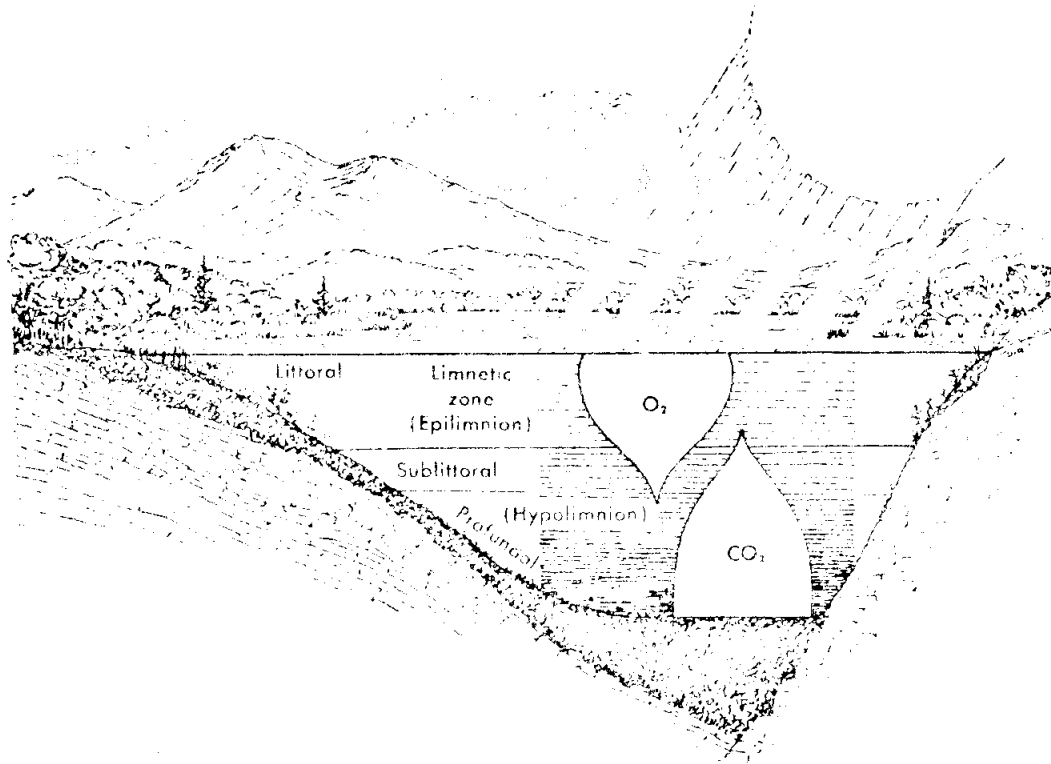 Littoral
Limnetic
zone
(Epilimnion)
O₂
Sublittoral
Profundal
(Hypolimnion)
CO₂